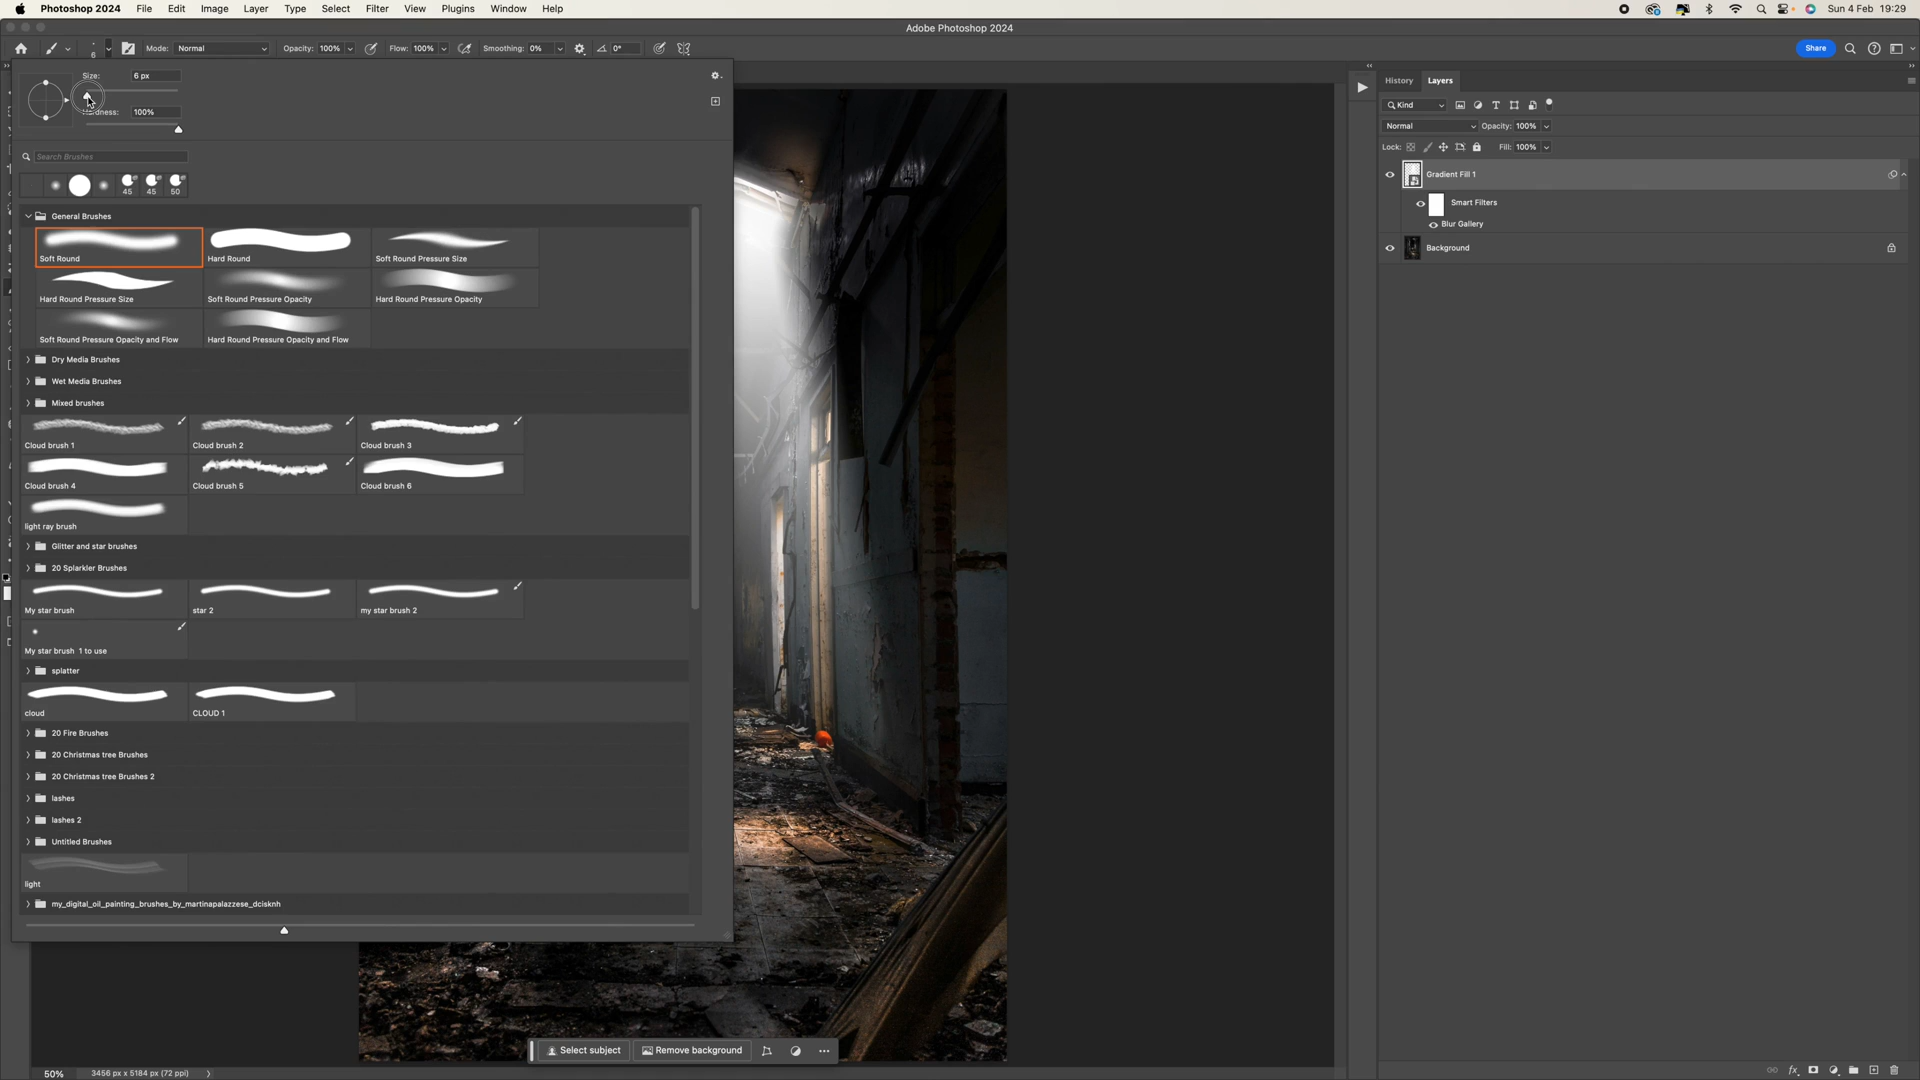 Photoshop 2024 File Edit Image Layer Type Select Filter View Plugins Window Help Sun 4 Feb 19:29
Adobe Photoshop 2024
6 Mode: Normal Opacity: 100% Flow: 100% Smoothing: 0% 0° Share
Size: 6 px
Hardness: 100%
Search Brushes
45 45 50
General Brushes
Soft Round Hard Round Soft Round Pressure Size
Hard Round Pressure Size Soft Round Pressure Opacity Hard Round Pressure Opacity
Soft Round Pressure Opacity and Flow Hard Round Pressure Opacity and Flow
Dry Media Brushes
Wet Media Brushes
Mixed brushes
Cloud brush 1 Cloud brush 2 Cloud brush 3
Cloud brush 4 Cloud brush 5 Cloud brush 6
light ray brush
Glitter and star brushes
20 Sparkler Brushes
My star brush star 2 my star brush 2
My star brush 1 to use
splatter
cloud CLOUD 1
20 Fire Brushes
20 Christmas tree Brushes
20 Christmas tree Brushes 2
lashes
lashes 2
Untitled Brushes
light
my_digital_oil_painting_brushes_by_martinapalazzese_dcisknh
Select subject Remove background
50% 3456 px x 5184 px (72 ppi)
History Layers
Kind
Normal Opacity: 100%
Lock: Fill: 100%
Gradient Fill 1
Smart Filters
Blur Gallery
Background
fx